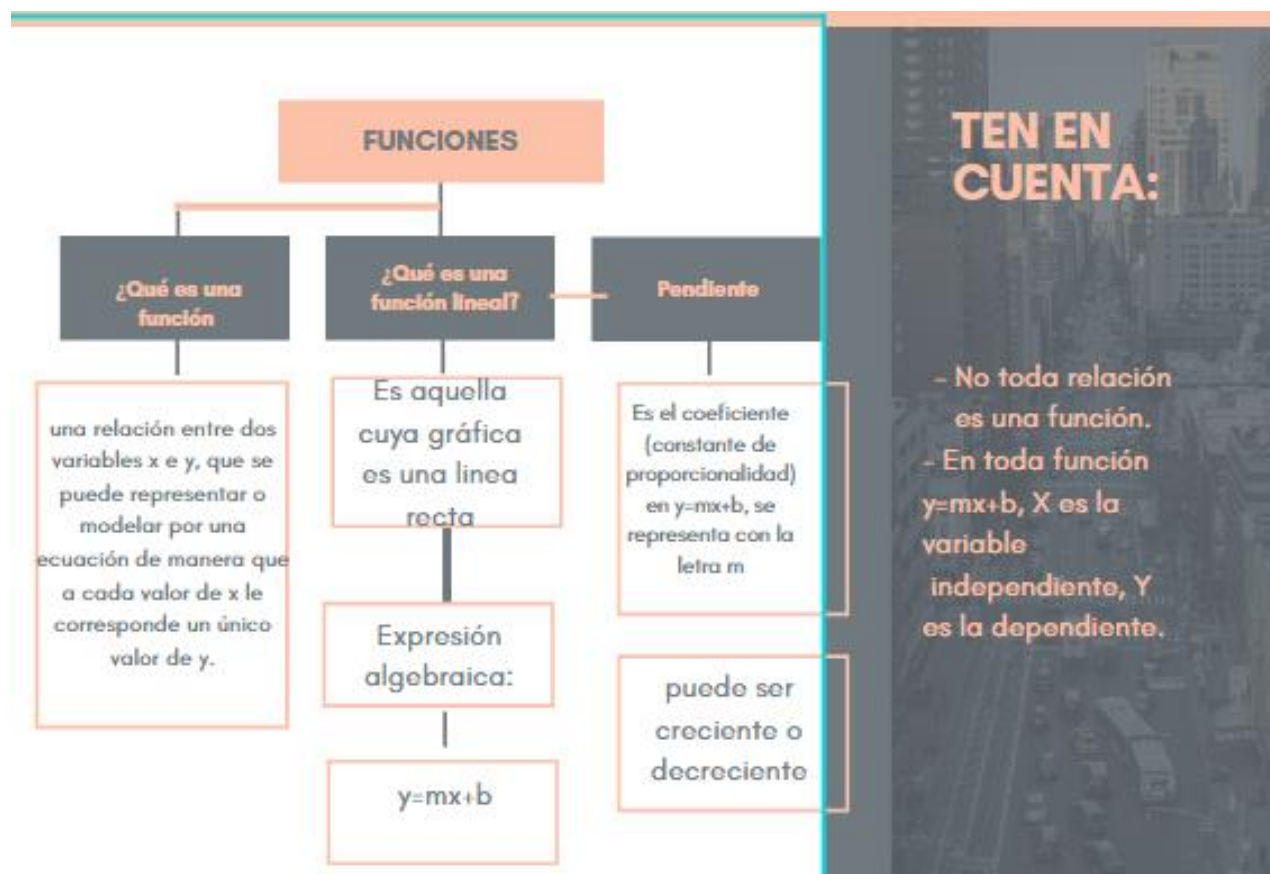 FUNCIONES
¿Qué es una
función
una relación entre dos
variables x e y, que se
puede representar o
modelar por una
ecuación de manera que
a cada valor de x le
corresponde un único
valor de y.
¿Qué es una
función lineal?
Es aquella
cuya gráfica
es una linea
recta
Expresión
algebraica:
y=mx+b
Pendiente
Es el coeficiente
(constante de
proporcionalidad)
en y=mx+b, se
representa con la
letra m
puede ser
creciente o
decreciente
TEN EN
CUENTA:
- No toda relación
es una función.
- En toda función
y=mx+b, X es la
variable
independiente, Y
es la dependiente.